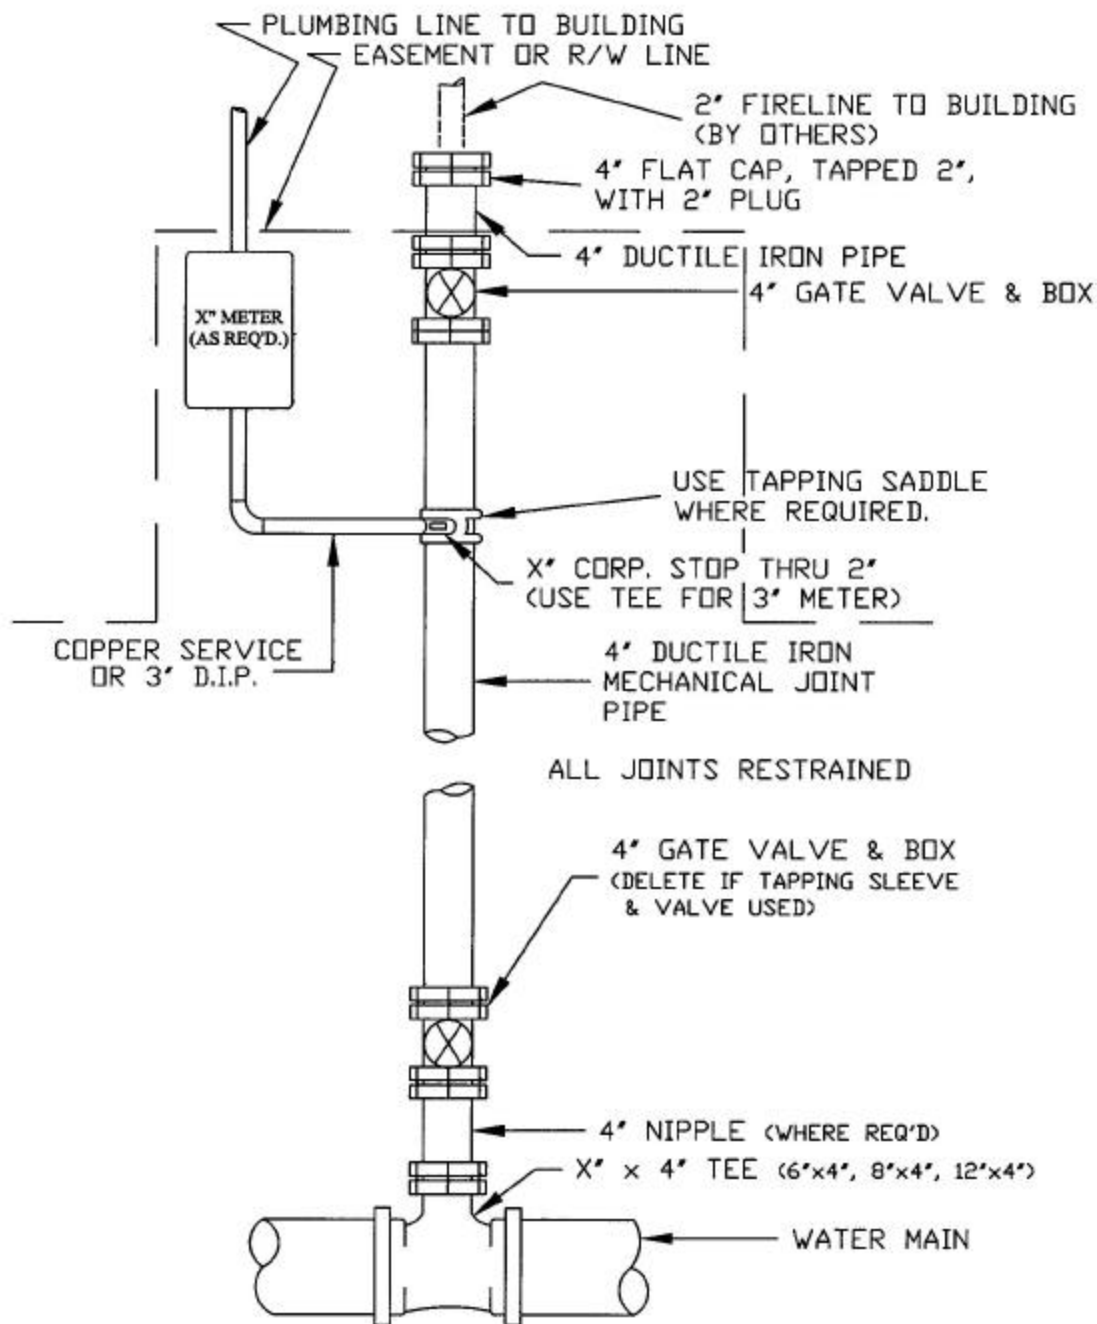 PLUMBING LINE TO BUILDING
EASEMENT OR R/W LINE
2" FIRELINE TO BUILDING
(BY OTHERS)
4" FLAT CAP, TAPPED 2",
WITH 2" PLUG
4" DUCTILE IRON PIPE
4" GATE VALVE & BOX
X" METER
(AS REQ'D.)
USE TAPPING SADDLE
WHERE REQUIRED.
X" CORP. STOP THRU 2"
(USE TEE FOR 3" METER)
COPPER SERVICE
OR 3" D.I.P.
4" DUCTILE IRON
MECHANICAL JOINT
PIPE
ALL JOINTS RESTRAINED
4" GATE VALVE & BOX
(DELETE IF TAPPING SLEEVE
& VALVE USED)
4" NIPPLE (WHERE REQ'D)
X" x 4" TEE (6"x4", 8"x4", 12"x4")
WATER MAIN